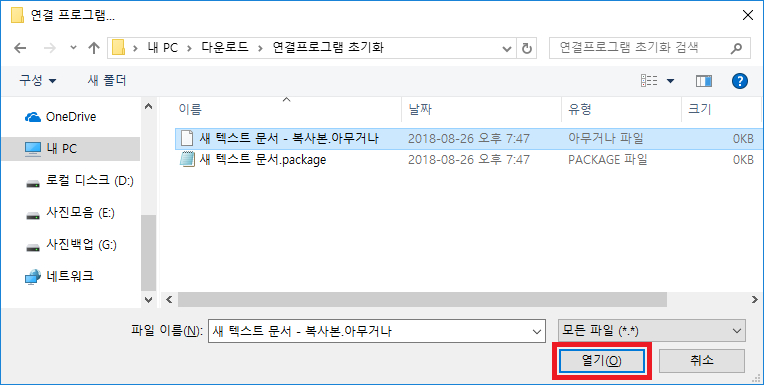 연결 프로그램...
내 PC > 다운로드 > 연결프로그램 초기화
연결프로그램 초기화 검색
구성 새 폴더
이름 날짜 유형 크기
OneDrive
내 PC
로컬 디스크 (D:)
사진모음 (E:)
사진백업 (G:)
네트워크
새 텍스트 문서 - 복사본.아무거나 2018-08-26 오후 7:47 아무거나 파일 0KB
새 텍스트 문서.package 2018-08-26 오후 7:47 PACKAGE 파일 0KB
파일 이름(N): 새 텍스트 문서 - 복사본.아무거나 모든 파일 (*.*)
열기(O) 취소